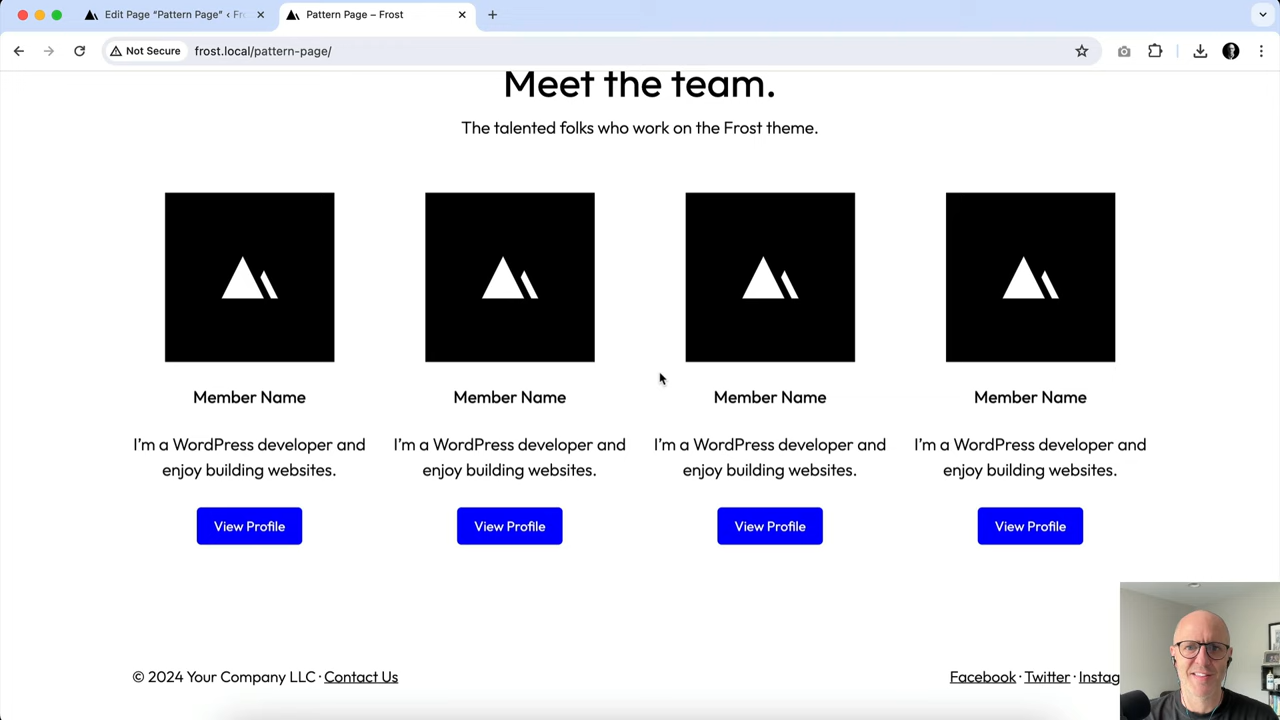 Edit Page “Pattern Page” ‹ Fro
Pattern Page – Frost
Not Secure
frost.local/pattern-page/
Meet the team.
The talented folks who work on the Frost theme.
Member Name
I’m a WordPress developer and
enjoy building websites.
View Profile
Member Name
I’m a WordPress developer and
enjoy building websites.
View Profile
Member Name
I’m a WordPress developer and
enjoy building websites.
View Profile
Member Name
I’m a WordPress developer and
enjoy building websites.
View Profile
© 2024 Your Company LLC · Contact Us
Facebook · Twitter · Instag